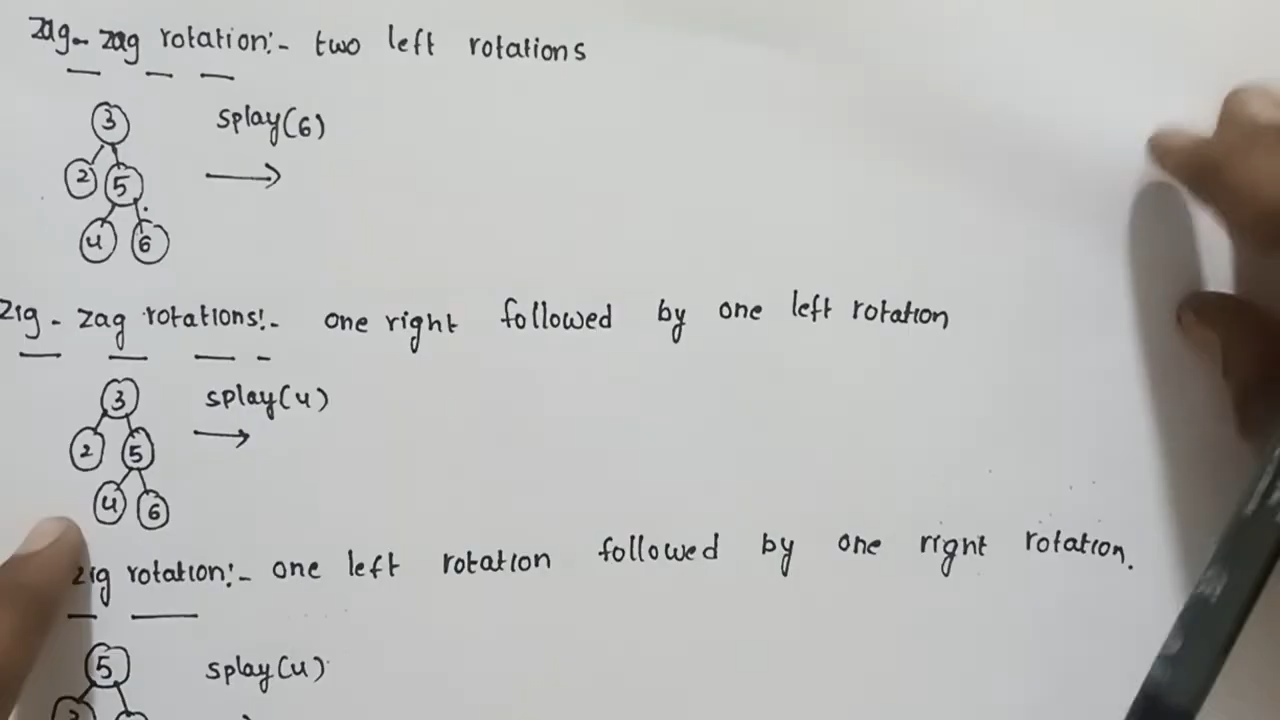 zag- zag rotation:- two left rotations
3 splay(6)
2 5
4 6
zig - zag rotations:- one right followed by one left rotation
3 splay(4)
2 5
4 6
zig rotation:- one left rotation followed by one right rotation.
5 splay(4)